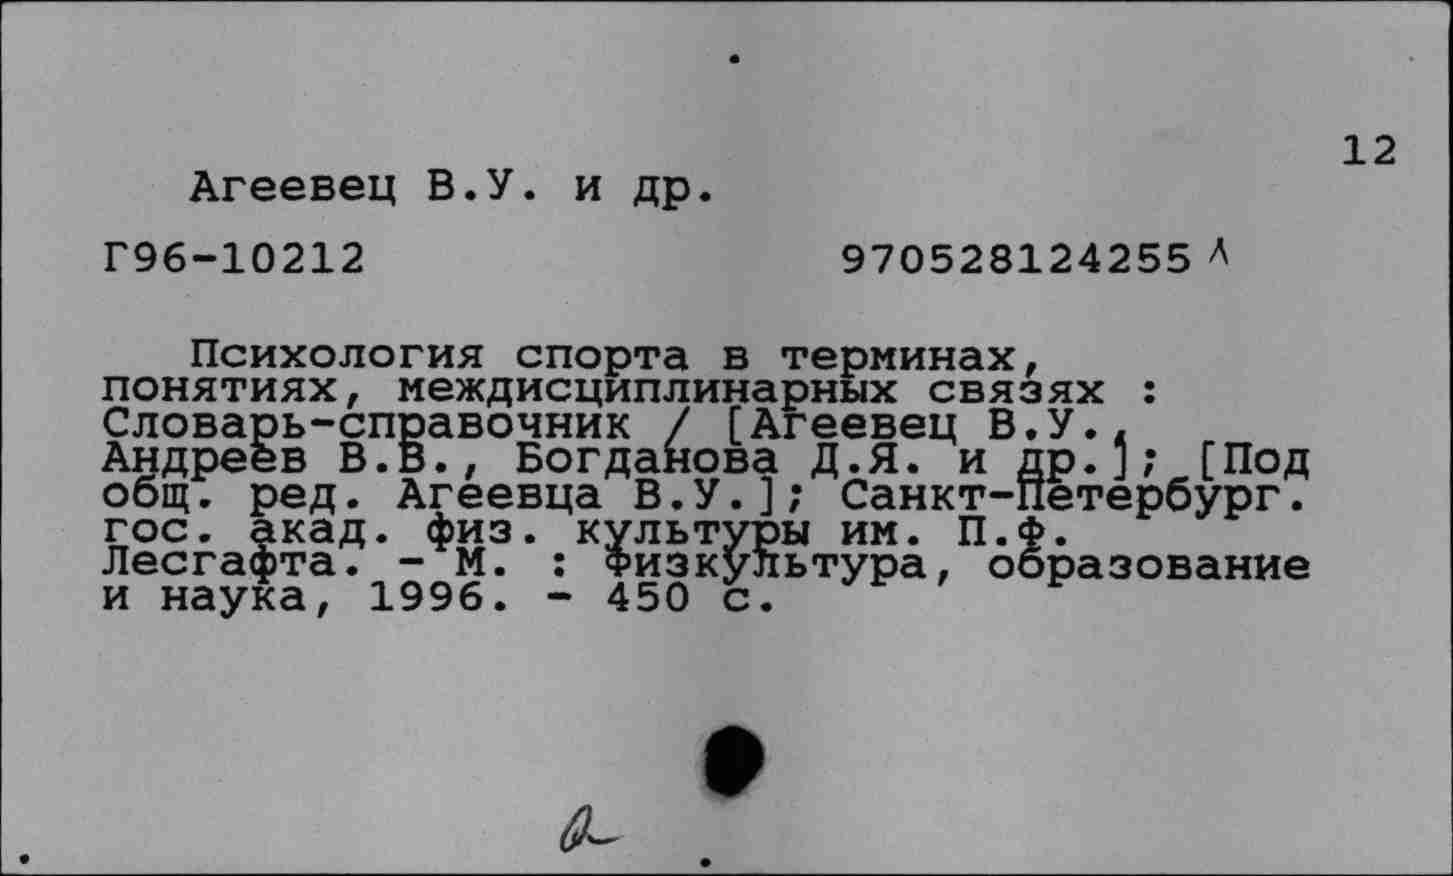 12
Агеевец В.У. и др.
Г96-10212 970528124255 Л
Психология спорта в терминах,
понятиях, междисциплинарных связях :
Словарь-справочник / [Агеевец В.У.,
Андреев В.В., Богданова Д.Я. и др.]; [Под
общ. ред. Агеевца В.У.]; Санкт-Петербург.
гос. акад. физ. культуры им. П.Ф.
Лесгафта. - М. : Физкультура, образование
и наука, 1996. - 450 с.